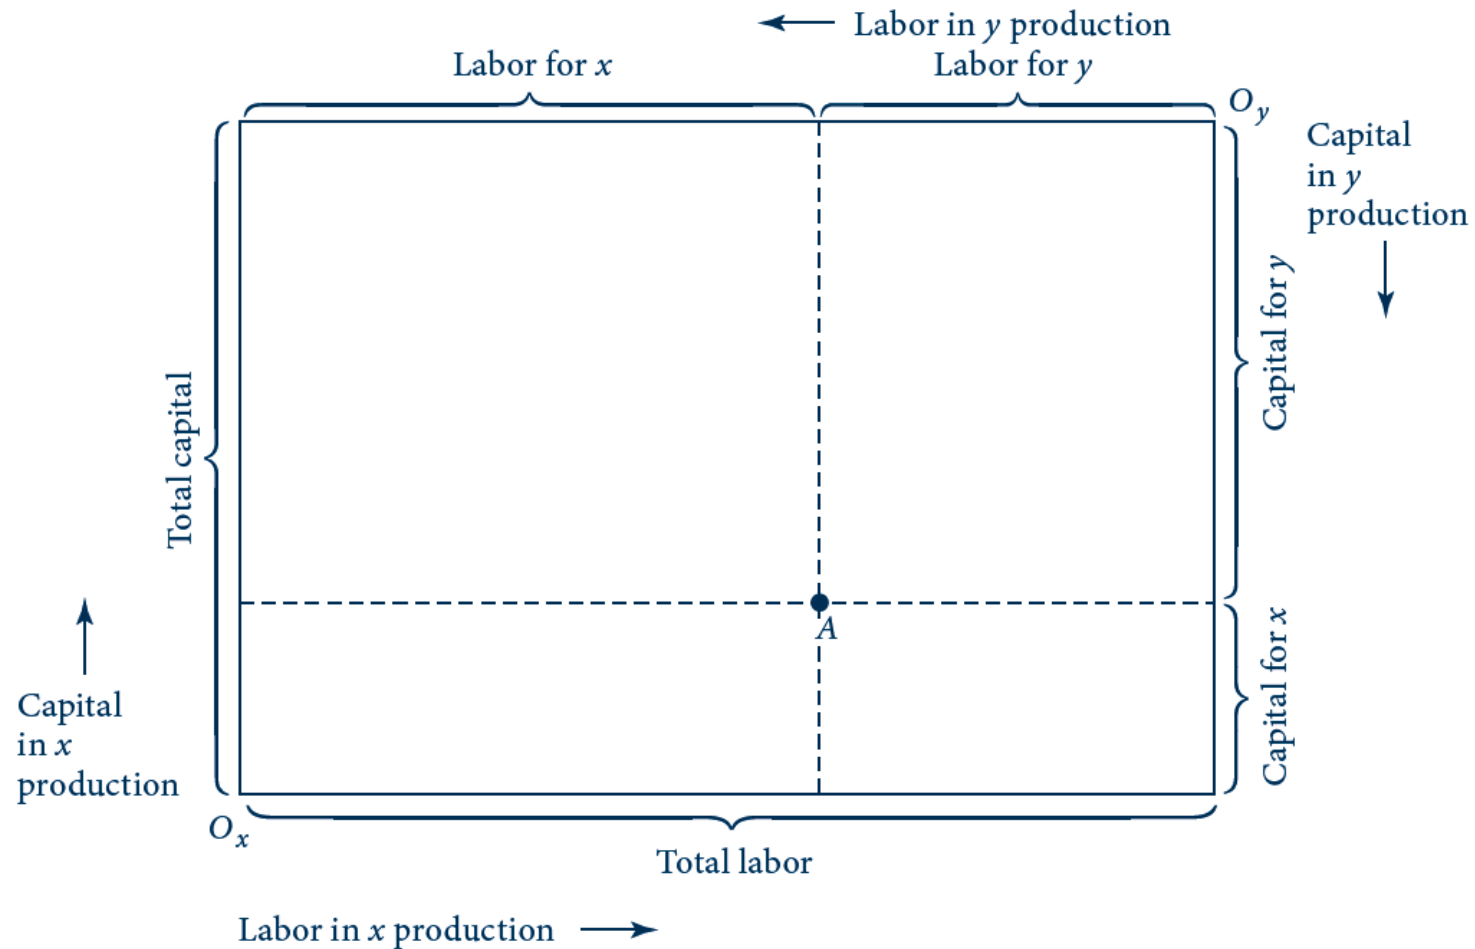 Labor in y production
Labor for x
Labor for y
O y
Capital
in y
production
Capital for y
Total capital
A
Capital for x
Capital
in x
production
O x
Total labor
Labor in x production